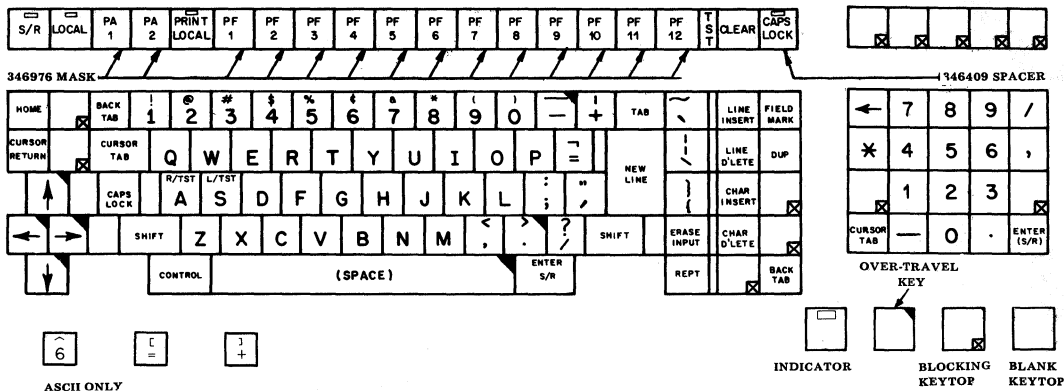 S/R LOCAL PA 1 PA 2 PRINT LOCAL PF 1 PF 2 PF 3 PF 4 PF 5 PF 6 PF 7 PF 8 PF 9 PF 10 PF 11 PF 12 TST CLEAR CAPS LOCK
346976 MASK
346409 SPACER
HOME BACK TAB ! 1 @ 2 # 3 $ 4 % 5 ¢ 6 & 7 * 8 ( 9 ) 0 — – | + TAB ~ ` LINE INSERT FIELD MARK
CURSOR RETURN CURSOR TAB Q W E R T Y U I O P ¬ = NEW LINE ¦ \ LINE D'LETE DUP
↑ CAPS LOCK R/TST A L/TST S D F G H J K L : ; " ' } { CHAR INSERT
← → SHIFT Z X C V B N M < , > . ? / SHIFT ERASE INPUT CHAR D'LETE
↓ CONTROL (SPACE) ENTER S/R REPT BACK TAB
← 7 8 9 /
* 4 5 6 ,
1 2 3
CURSOR TAB — 0 . ENTER (S/R)
OVER-TRAVEL
KEY
^ 6 [ = ] +
ASCII ONLY
INDICATOR
BLOCKING
KEYTOP
BLANK
KEYTOP